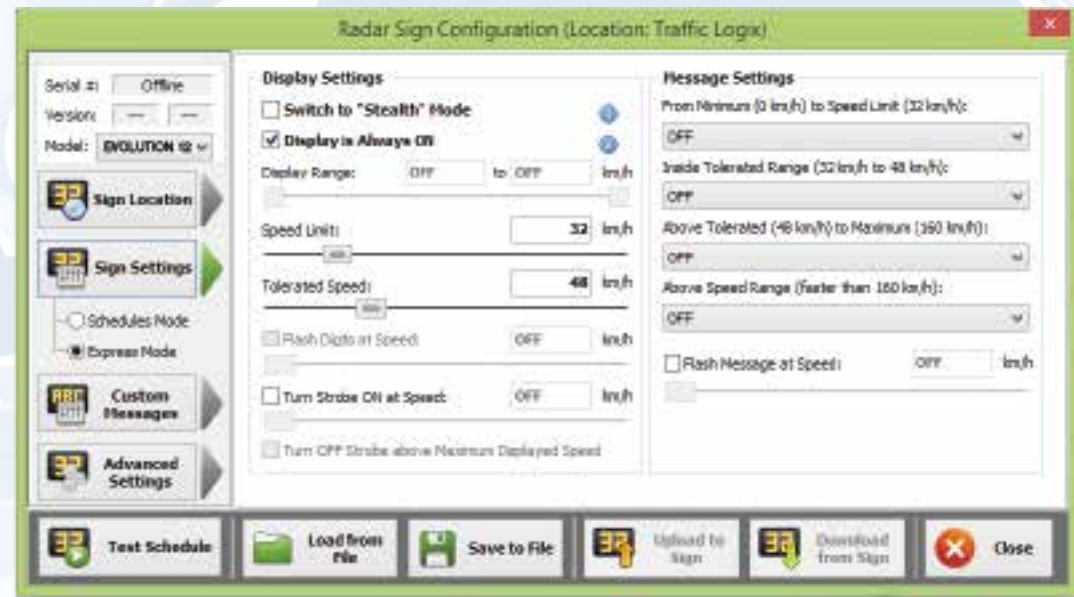 Radar Sign Configuration (Location: Traffic Logix)
Serial #: Offline
Version: --- ---
Model: EVOLUTION 12
Sign Location
Sign Settings
Schedules Mode
Express Mode
Custom Messages
Advanced Settings
Display Settings
Switch to "Stealth" Mode
Display is Always ON
Display Range: OFF to OFF km/h
Speed Limit: 32 km/h
Tolerated Speed: 48 km/h
Flash Digits at Speed: OFF km/h
Turn Strobe ON at Speed: OFF km/h
Turn OFF Strobe above Maximum Displayed Speed
Message Settings
From Minimum (0 km/h) to Speed Limit (32 km/h):
OFF
Inside Tolerated Range (32 km/h to 48 km/h):
OFF
Above Tolerated (48 km/h) to Maximum (160 km/h):
OFF
Above Speed Range (faster than 160 km/h):
OFF
Flash Message at Speed: OFF km/h
Test Schedule
Load from File
Save to File
Upload to Sign
Download from Sign
Close